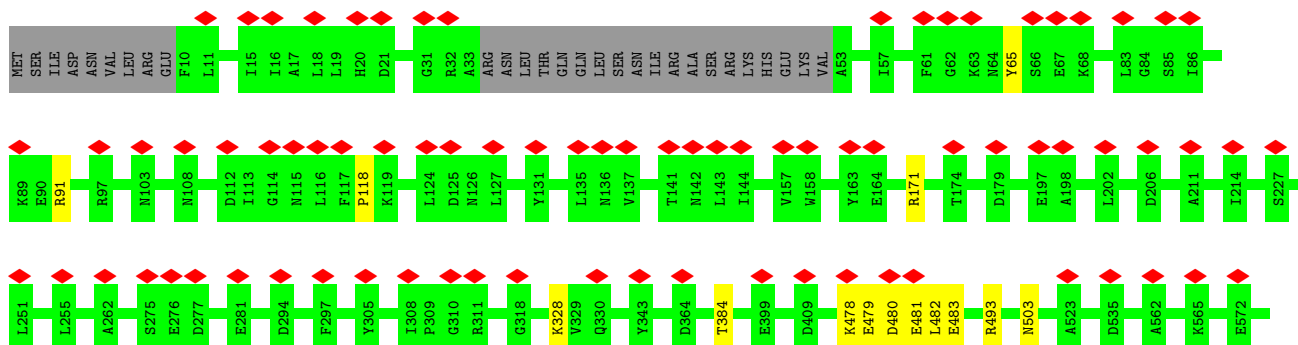 MET SER ILE ASP ASN VAL LEU ARG GLU F10 L11 I15 I16 A17 L18 L19 H20 D21 G31 R32 A33 ARG ASN LEU THR GLN GLN LEU SER ASN ILE ARG ALA SER ARG LYS HIS GLU LYS VAL A53 I57 F61 G62 K63 N64 Y65 S66 E67 K68 L83 G84 S85 I86
K89 E90 R91 R97 N103 N108 D112 I113 G114 N115 L116 F117 P118 K119 L124 D125 N126 L127 Y131 L135 N136 V137 T141 N142 L143 I144 V157 W158 Y163 E164 R171 T174 D179 E197 A198 L202 D206 A211 I214 S227
L251 L255 A262 S275 E276 D277 E281 D294 F297 Y305 I308 P309 G310 R311 G318 K328 V329 Q330 Y343 D364 T384 E399 D409 K478 E479 D480 E481 L482 E483 R493 N503 A523 D535 A562 K565 E572